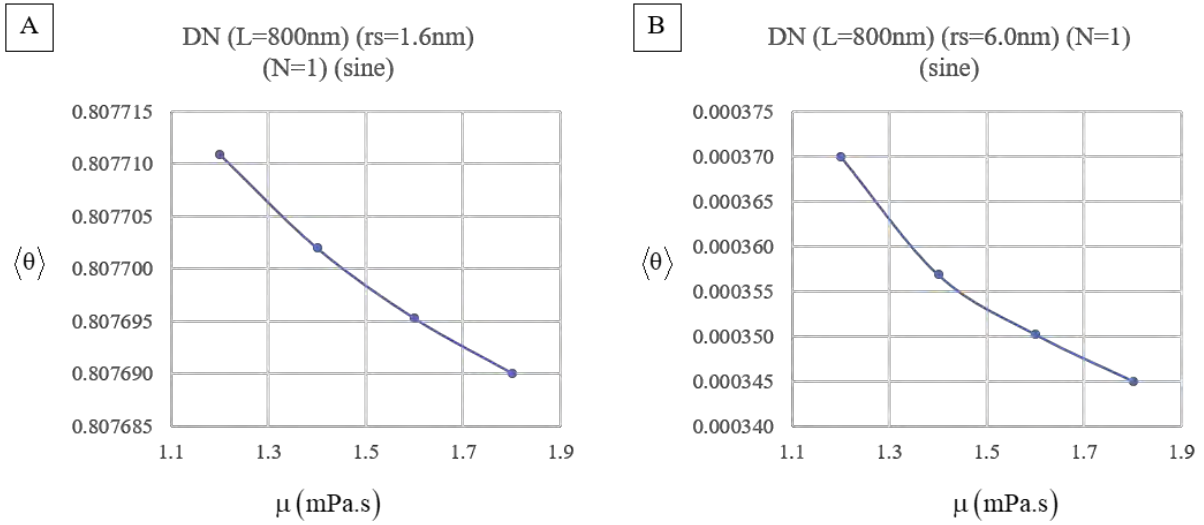 A
DN (L=800nm) (rs=1.6nm)
(N=1) (sine)
0.807715
0.807710
0.807705
0.807700
0.807695
0.807690
0.807685
⟨θ⟩
1.1 1.3 1.5 1.7 1.9
μ (mPa.s)
B
DN (L=800nm) (rs=6.0nm) (N=1)
(sine)
0.000375
0.000370
0.000365
0.000360
0.000355
0.000350
0.000345
0.000340
⟨θ⟩
1.1 1.3 1.5 1.7 1.9
μ (mPa.s)